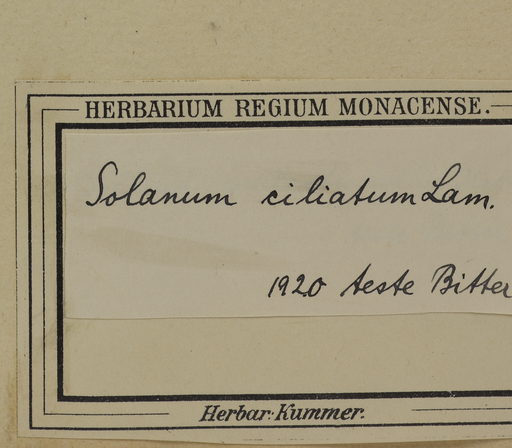 HERBARIUM REGIUM MONACENSE.
Solanum ciliatum Lam.
1920 teste Bitter
Herbar: Kummer.